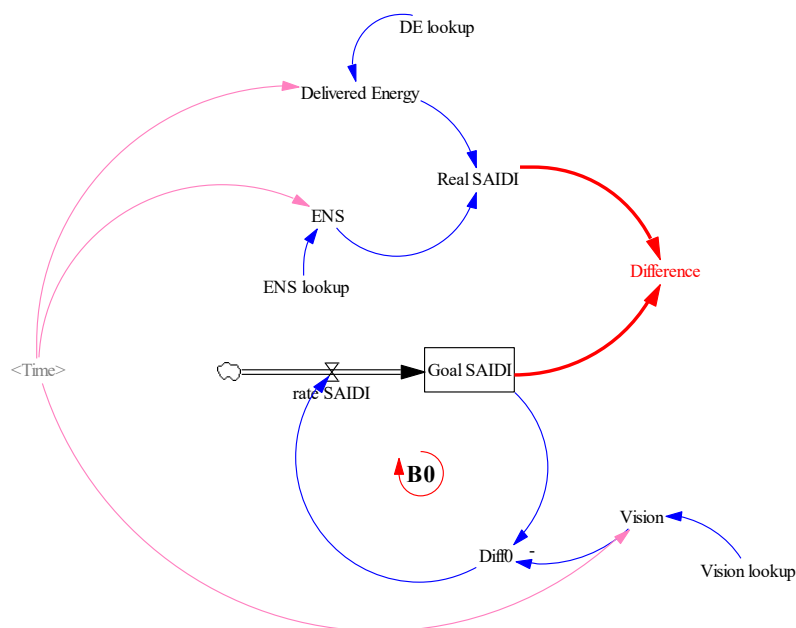 DE lookup
Delivered Energy
Real SAIDI
ENS
Difference
ENS lookup
<Time>
Goal SAIDI
rate SAIDI
B0
Vision
Diff0 -
Vision lookup